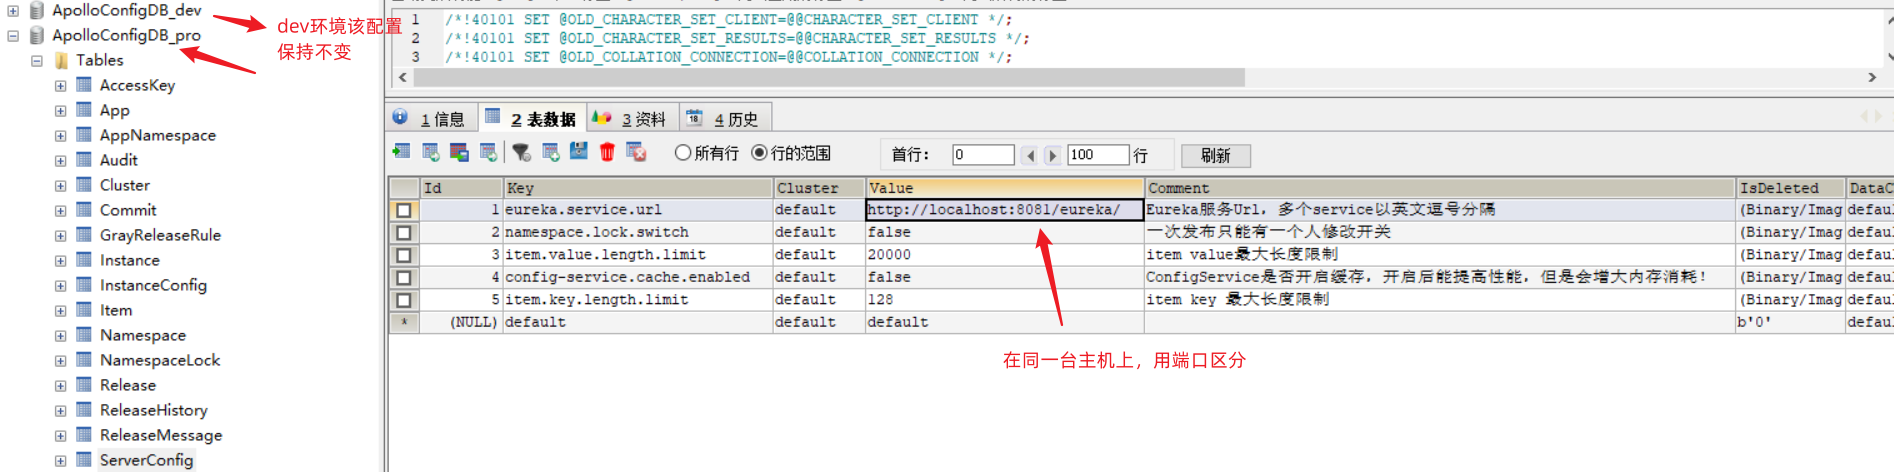 ApolloConfigDB_dev
ApolloConfigDB_pro
Tables
AccessKey
App
AppNamespace
Audit
Cluster
Commit
GrayReleaseRule
Instance
InstanceConfig
Item
Namespace
NamespaceLock
Release
ReleaseHistory
ReleaseMessage
ServerConfig
dev环境该配置
保持不变
1 /*!40101 SET @OLD_CHARACTER_SET_CLIENT=@@CHARACTER_SET_CLIENT */;
2 /*!40101 SET @OLD_CHARACTER_SET_RESULTS=@@CHARACTER_SET_RESULTS */;
3 /*!40101 SET @OLD_COLLATION_CONNECTION=@@COLLATION_CONNECTION */;
1 信息 2 表数据 3 资料 18 4 历史
所有行 行的范围 首行: 0 100 行 刷新
Id Key Cluster Value Comment IsDeleted DataC
1 eureka.service.url default http://localhost:8081/eureka/ Eureka服务Url，多个service以英文逗号分隔 (Binary/Imag defau
2 namespace.lock.switch default false 一次发布只能有一个人修改开关 (Binary/Imag defau
3 item.value.length.limit default 20000 item value最大长度限制 (Binary/Imag defau
4 config-service.cache.enabled default false ConfigService是否开启缓存，开启后能提高性能，但是会增大内存消耗！ (Binary/Imag defau
5 item.key.length.limit default 128 item key 最大长度限制 (Binary/Imag defau
* (NULL) default default default b'0' defau
在同一台主机上，用端口区分